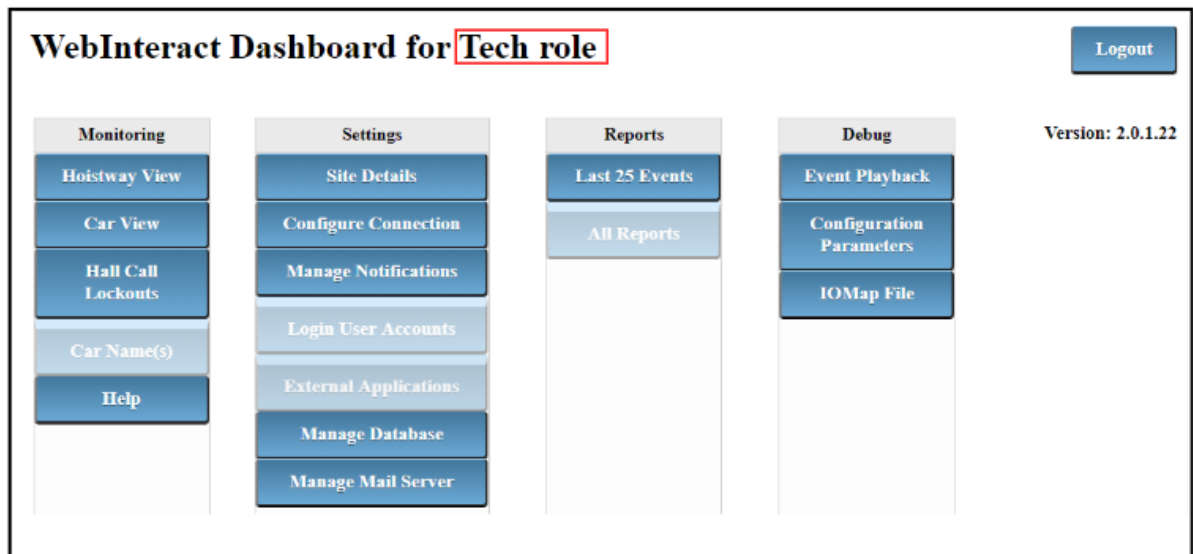 WebInteract Dashboard for Tech role
Logout
Version: 2.0.1.22
Monitoring
Hoistway View
Car View
Hall Call
Lockouts
Car Name(s)
Help
Settings
Site Details
Configure Connection
Manage Notifications
Login User Accounts
External Applications
Manage Database
Manage Mail Server
Reports
Last 25 Events
All Reports
Debug
Event Playback
Configuration
Parameters
IOMap File